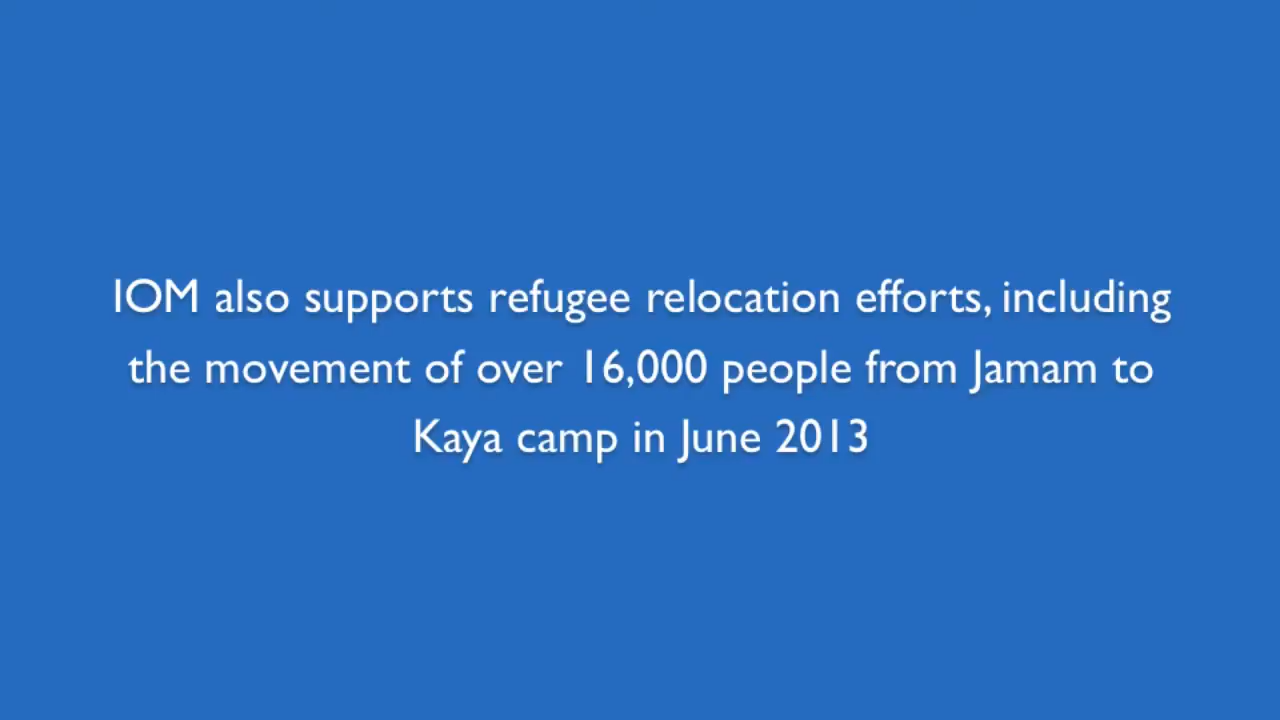 IOM also supports refugee relocation efforts, including
the movement of over 16,000 people from Jamam to
Kaya camp in June 2013